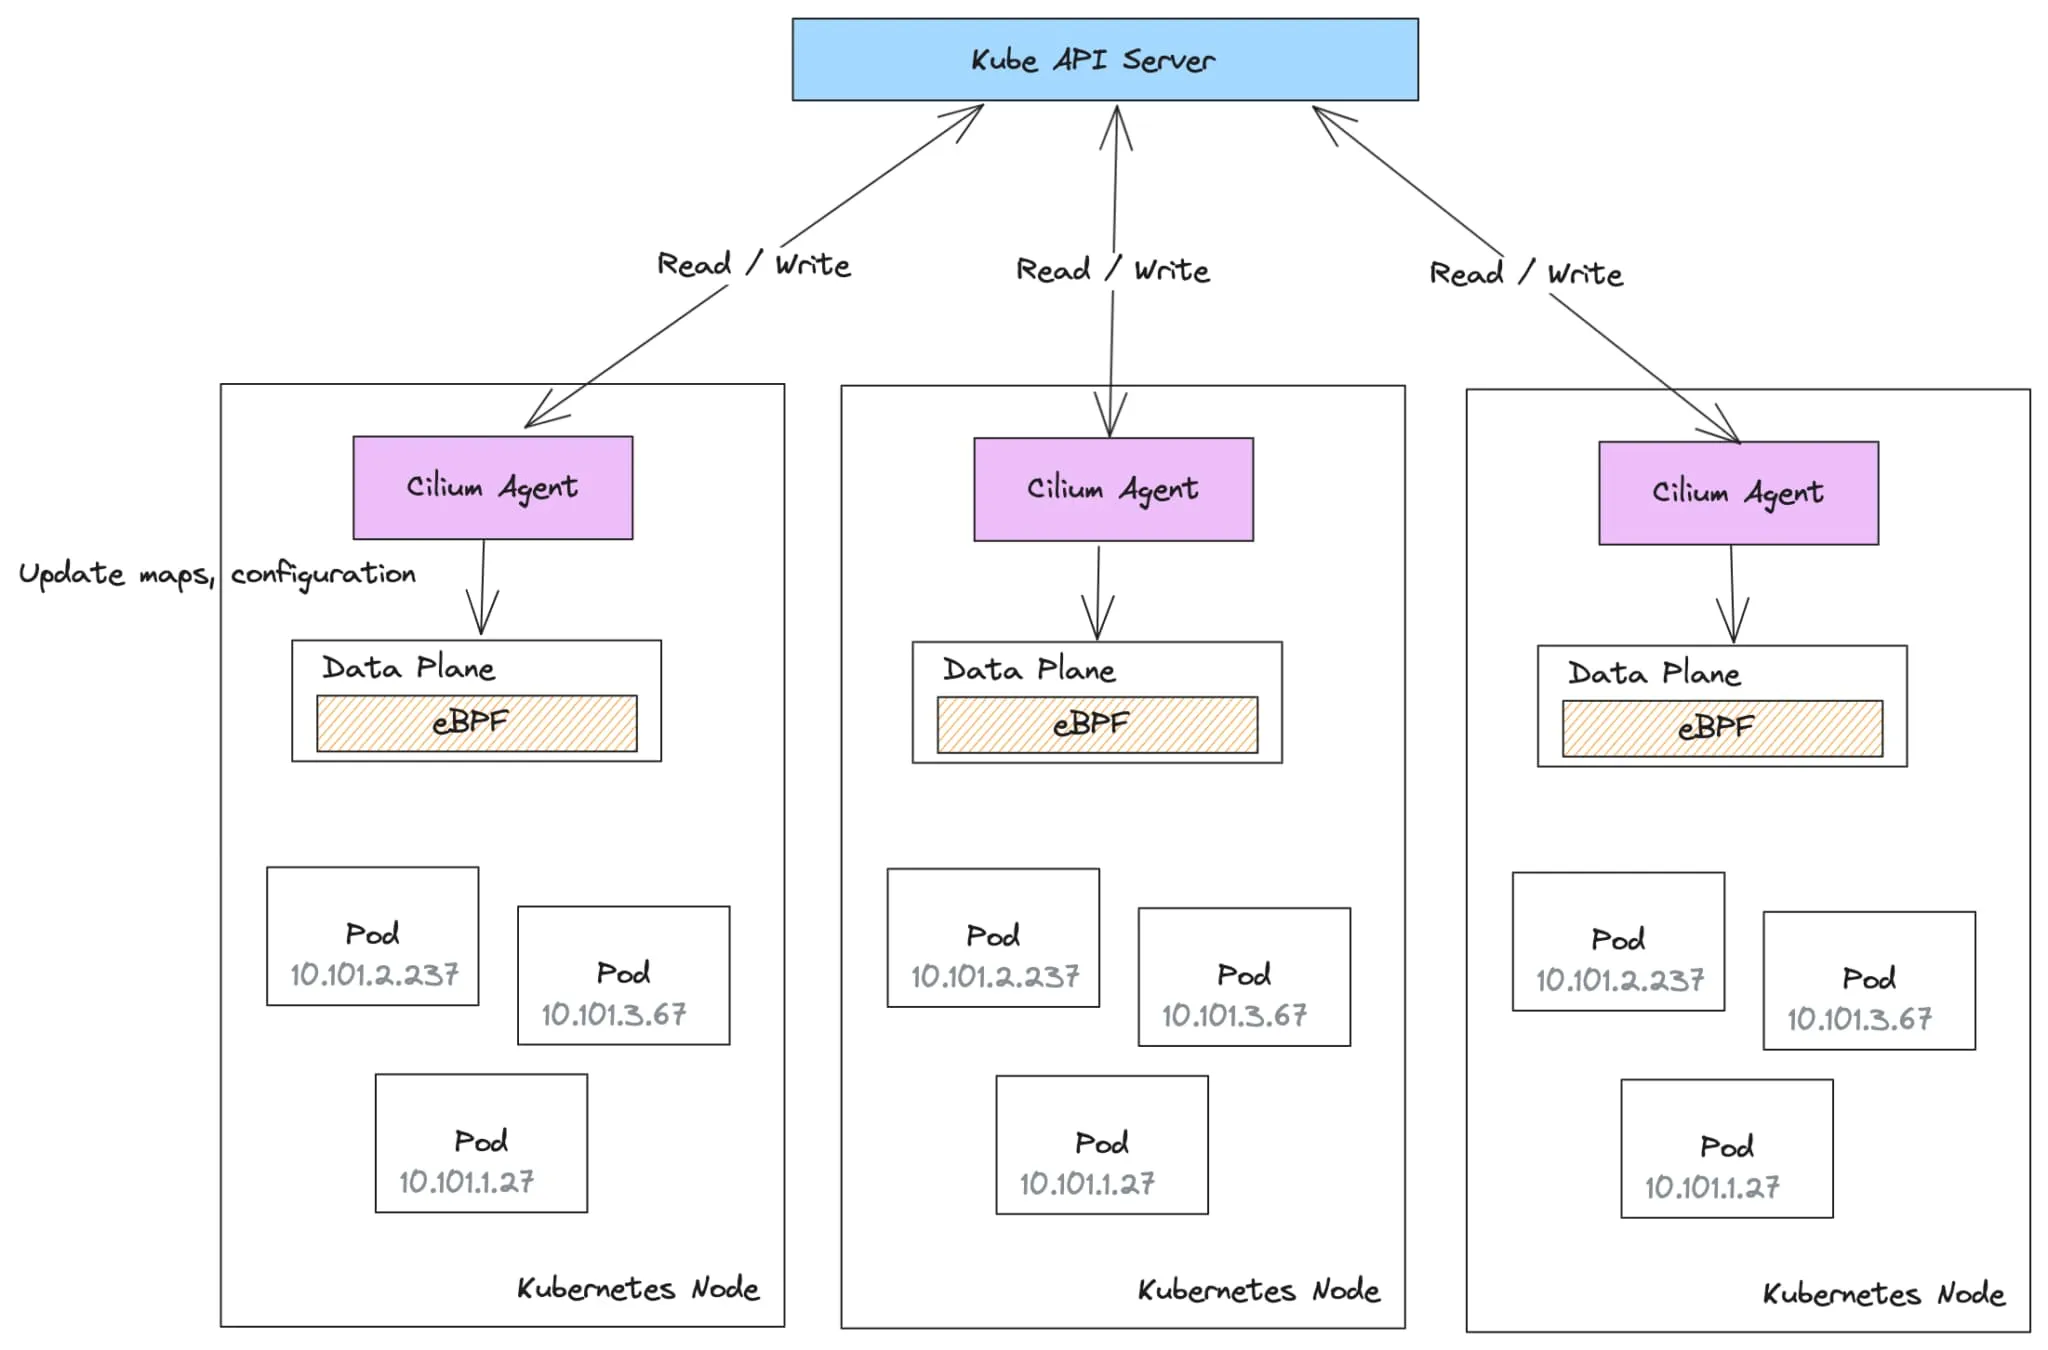 Kube API Server
Read / Write
Read / Write
Read / Write
Cilium Agent
Cilium Agent
Cilium Agent
Update maps, configuration
Data Plane
eBPF
Data Plane
eBPF
Data Plane
eBPF
Pod
10.101.2.237
Pod
10.101.3.67
Pod
10.101.1.27
Kubernetes Node
Pod
10.101.2.237
Pod
10.101.3.67
Pod
10.101.1.27
Kubernetes Node
Pod
10.101.2.237
Pod
10.101.3.67
Pod
10.101.1.27
Kubernetes Node